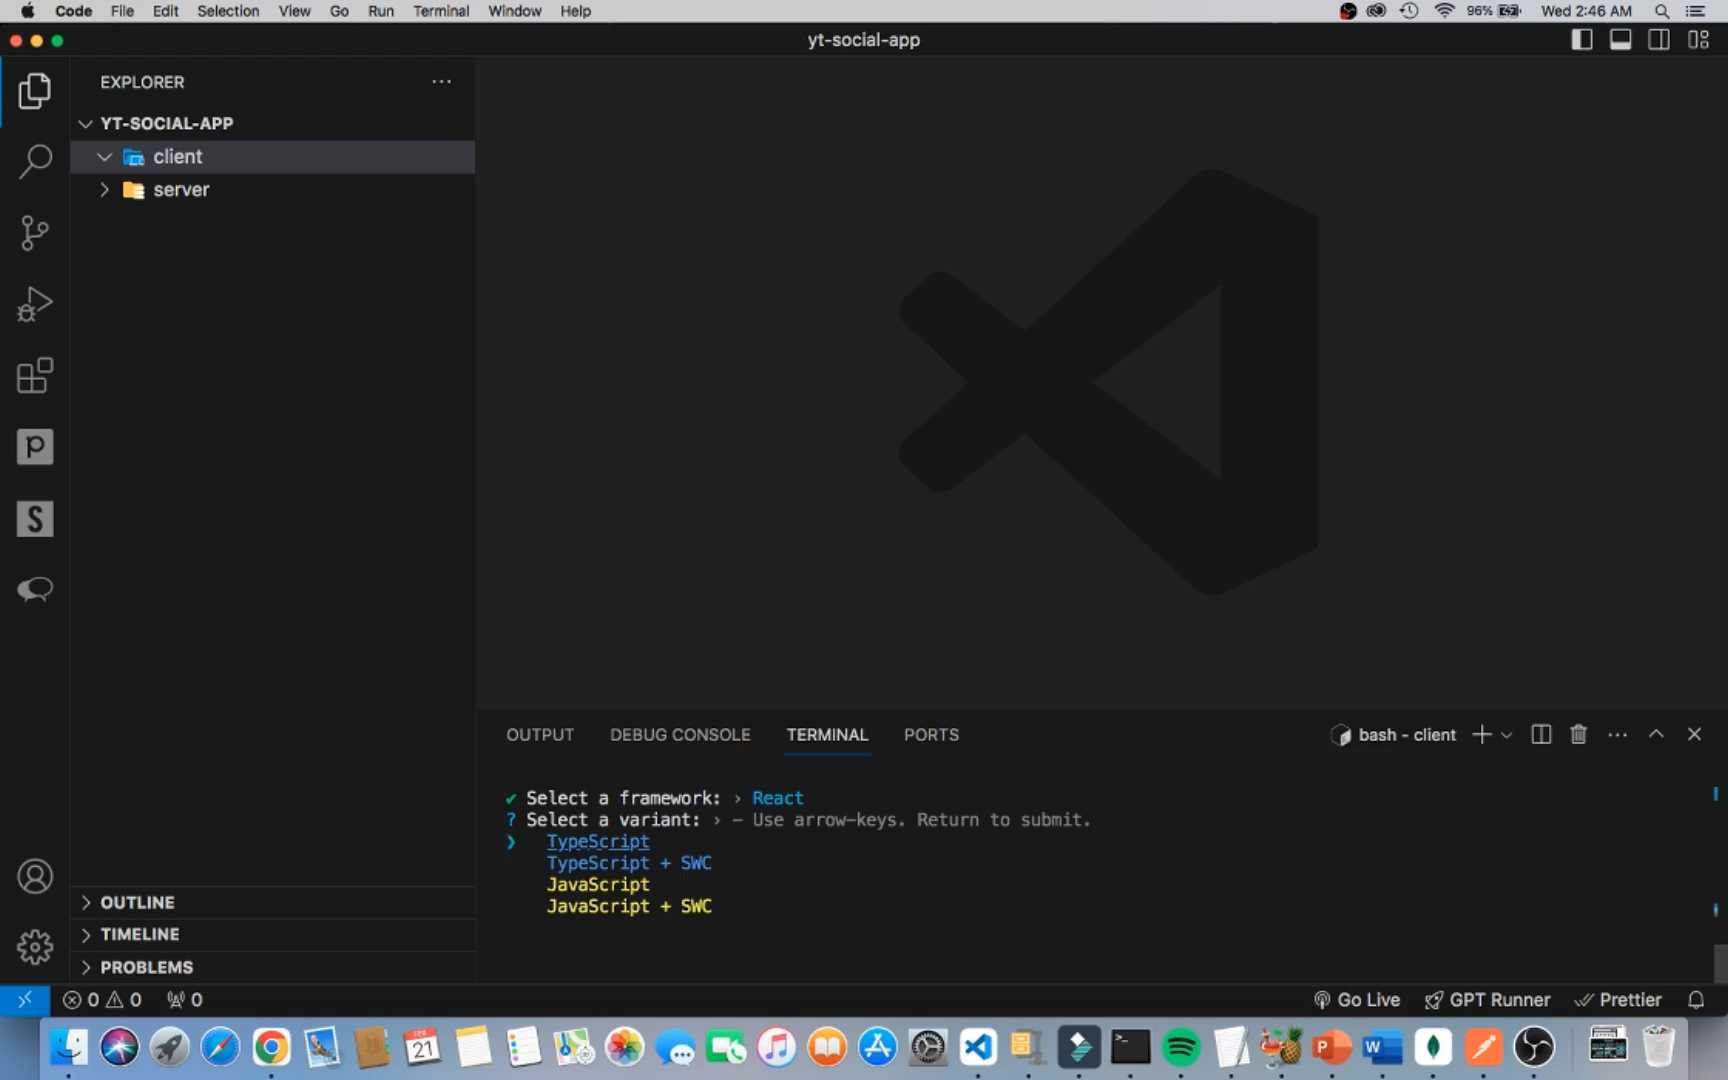 Code File Edit Selection View Go Run Terminal Window Help 96% Wed 2:46 AM
yt-social-app
EXPLORER
YT-SOCIAL-APP
client
server
OUTPUT DEBUG CONSOLE TERMINAL PORTS bash - client
✔ Select a framework: › React
? Select a variant: › - Use arrow-keys. Return to submit.
❯ TypeScript
TypeScript + SWC
JavaScript
JavaScript + SWC
OUTLINE
TIMELINE
PROBLEMS
0 0 0 Go Live GPT Runner Prettier
FEB
21
P W